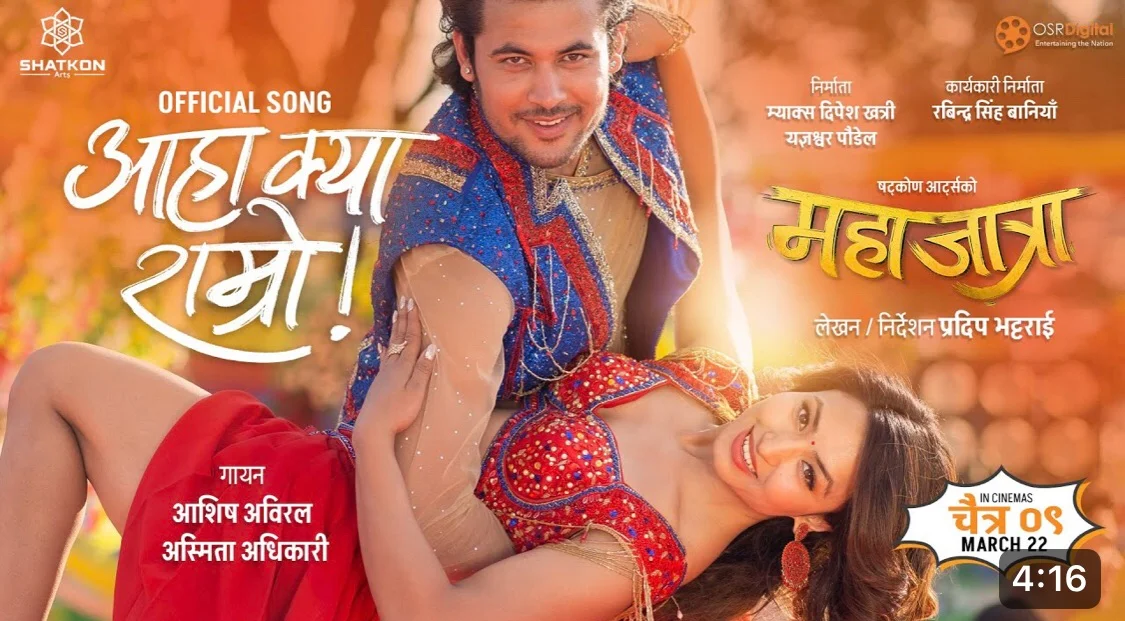 SHATKON
Arts
OFFICIAL SONG
आहा क्या
राम्रो!
गायन
आशिष अविरल
अस्मिता अधिकारी
OSRDigital
Entertaining the Nation
निर्माता
म्याक्स दिपेश खत्री
यज्ञश्वर पौडेल
कार्यकारी निर्माता
रबिन्द्र सिंह बानियाँ
षट्कोण आर्ट्सको
महाजात्रा
लेखन / निर्देशन प्रदिप भट्टराई
IN CINEMAS
चैत्र ०९
MARCH 22
4:16